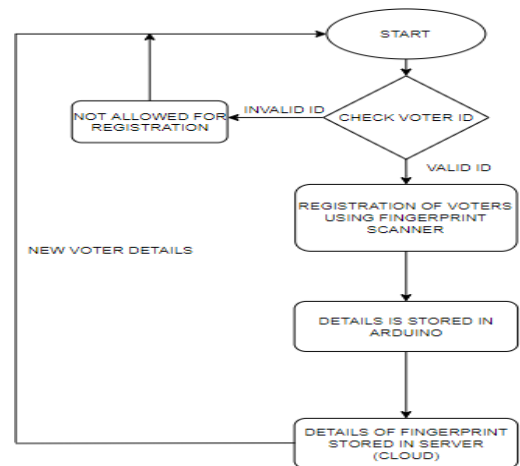 START
INVALID ID
NOT ALLOWED FOR
REGISTRATION
CHECK VOTER ID
VALID ID
REGISTRATION OF VOTERS
USING FINGERPRINT
SCANNER
NEW VOTER DETAILS
DETAILS IS STORED IN
ARDUINO
DETAILS OF FINGERPRINT
STORED IN SERVER
(CLOUD)